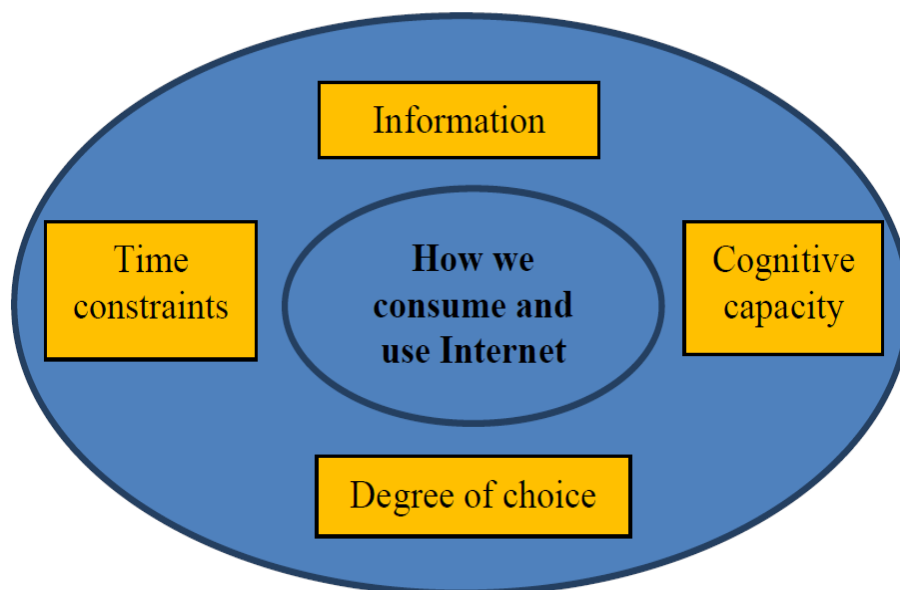 Information
Time
constraints
How we
consume and
use Internet
Cognitive
capacity
Degree of choice